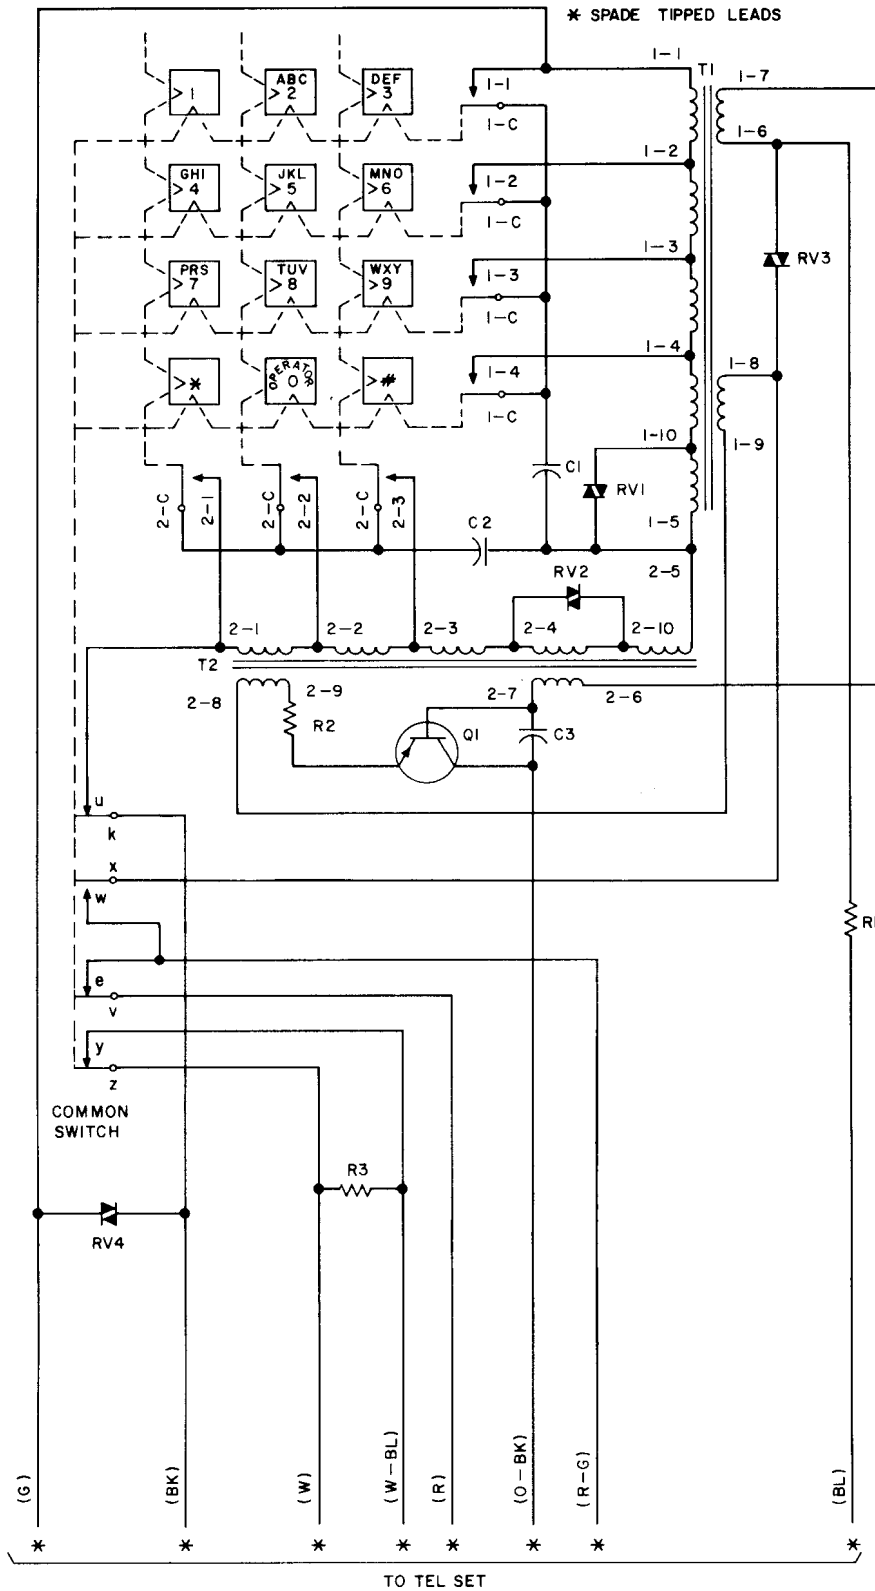 * SPADE TIPPED LEADS
1-1
T1
1-7
1
ABC
2
DEF
3
1-1
1-C
1-6
1-2
GHI
4
JKL
5
MNO
6
1-2
1-C
1-3
RV3
PRS
7
TUV
8
WXY
9
1-3
1-C
1-4
1-8
*
OPERATOR
0
#
1-4
1-C
1-10
1-9
C1
RV1
2-C
2-1
2-C
2-2
2-C
2-3
C2
1-5
RV2
2-5
2-1
2-2
2-3
2-4
2-10
T2
2-8
2-9
2-7
2-6
R2
Q1
C3
u
k
x
w
e
v
y
z
COMMON
SWITCH
R3
RV4
(G)
(BK)
(W)
(W-BL)
(R)
(O-BK)
(R-G)
(BL)
* * * * * * * *
TO TEL SET